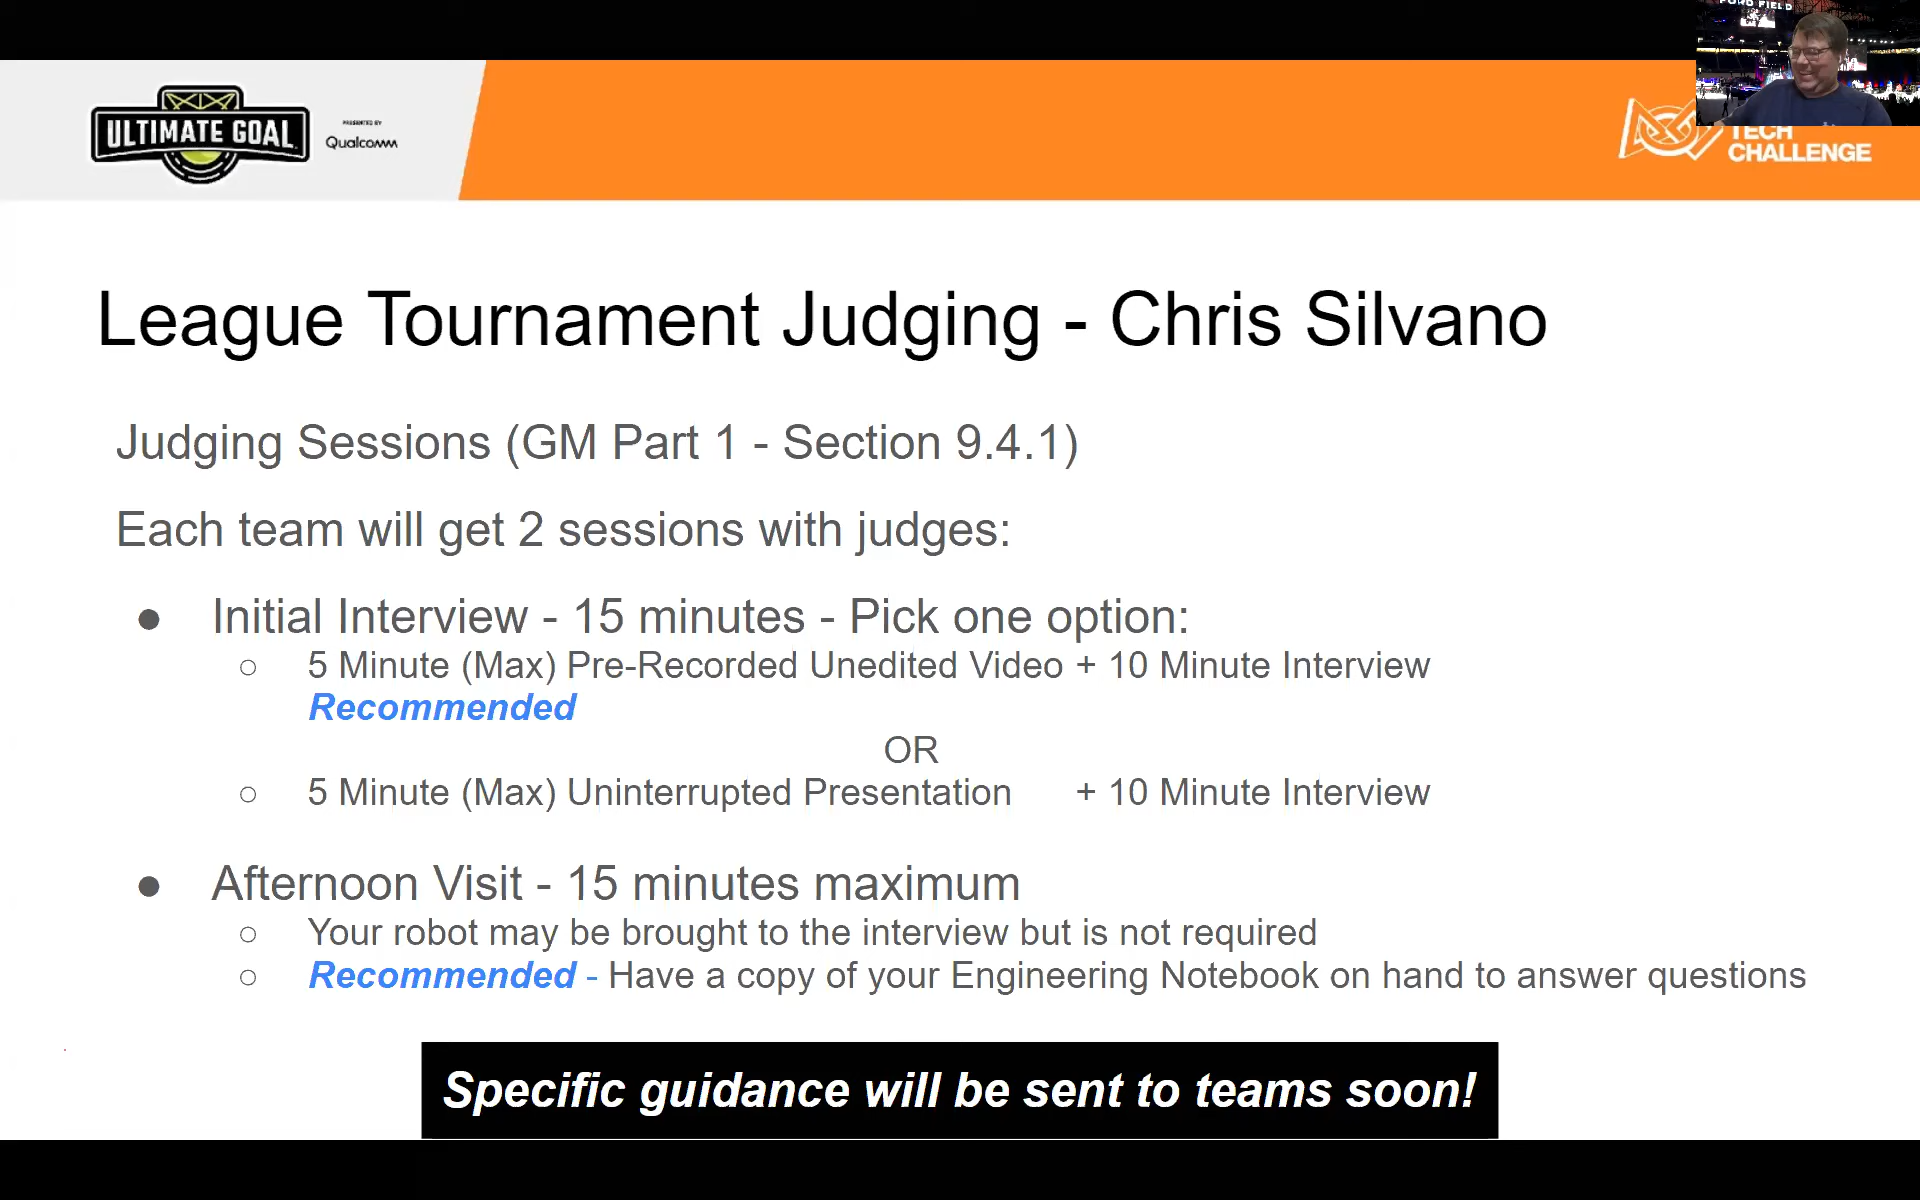 FORD FIELD
ULTIMATE GOAL
PRESENTED BY
Qualcomm
TECH
CHALLENGE
League Tournament Judging - Chris Silvano
Judging Sessions (GM Part 1 - Section 9.4.1)
Each team will get 2 sessions with judges:
● Initial Interview - 15 minutes - Pick one option:
○ 5 Minute (Max) Pre-Recorded Unedited Video + 10 Minute Interview
Recommended
OR
○ 5 Minute (Max) Uninterrupted Presentation + 10 Minute Interview
● Afternoon Visit - 15 minutes maximum
○ Your robot may be brought to the interview but is not required
○ Recommended - Have a copy of your Engineering Notebook on hand to answer questions
Specific guidance will be sent to teams soon!